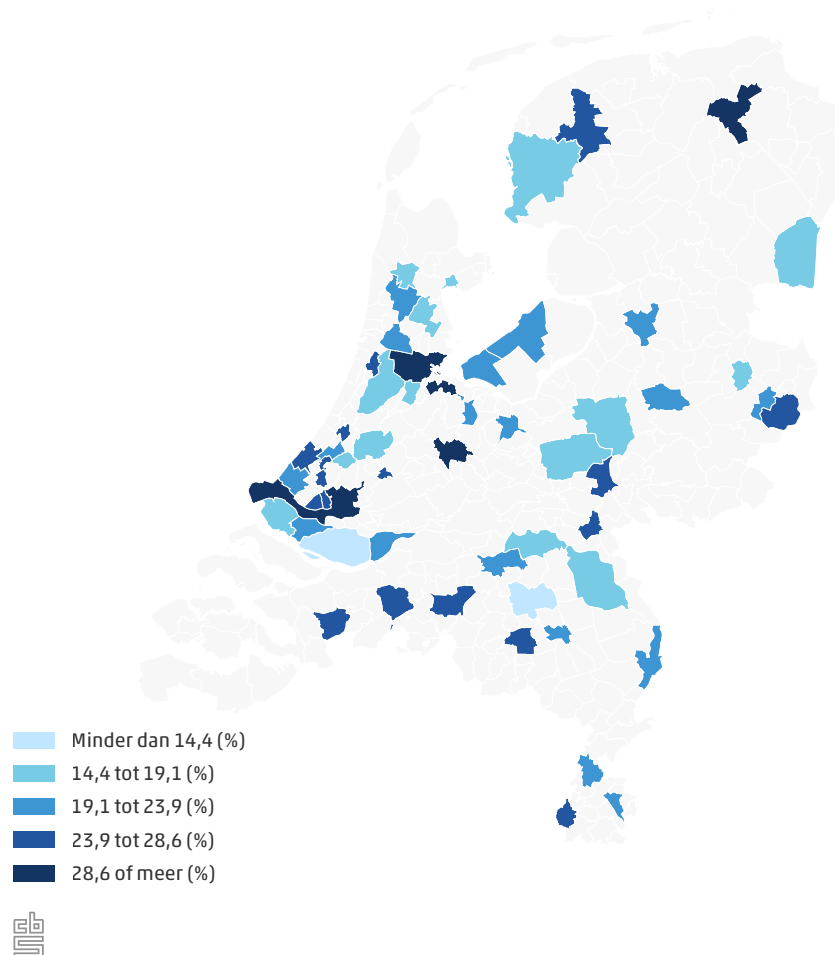 Minder dan 14,4 (%)
14,4 tot 19,1 (%)
19,1 tot 23,9 (%)
23,9 tot 28,6 (%)
28,6 of meer (%)
cb